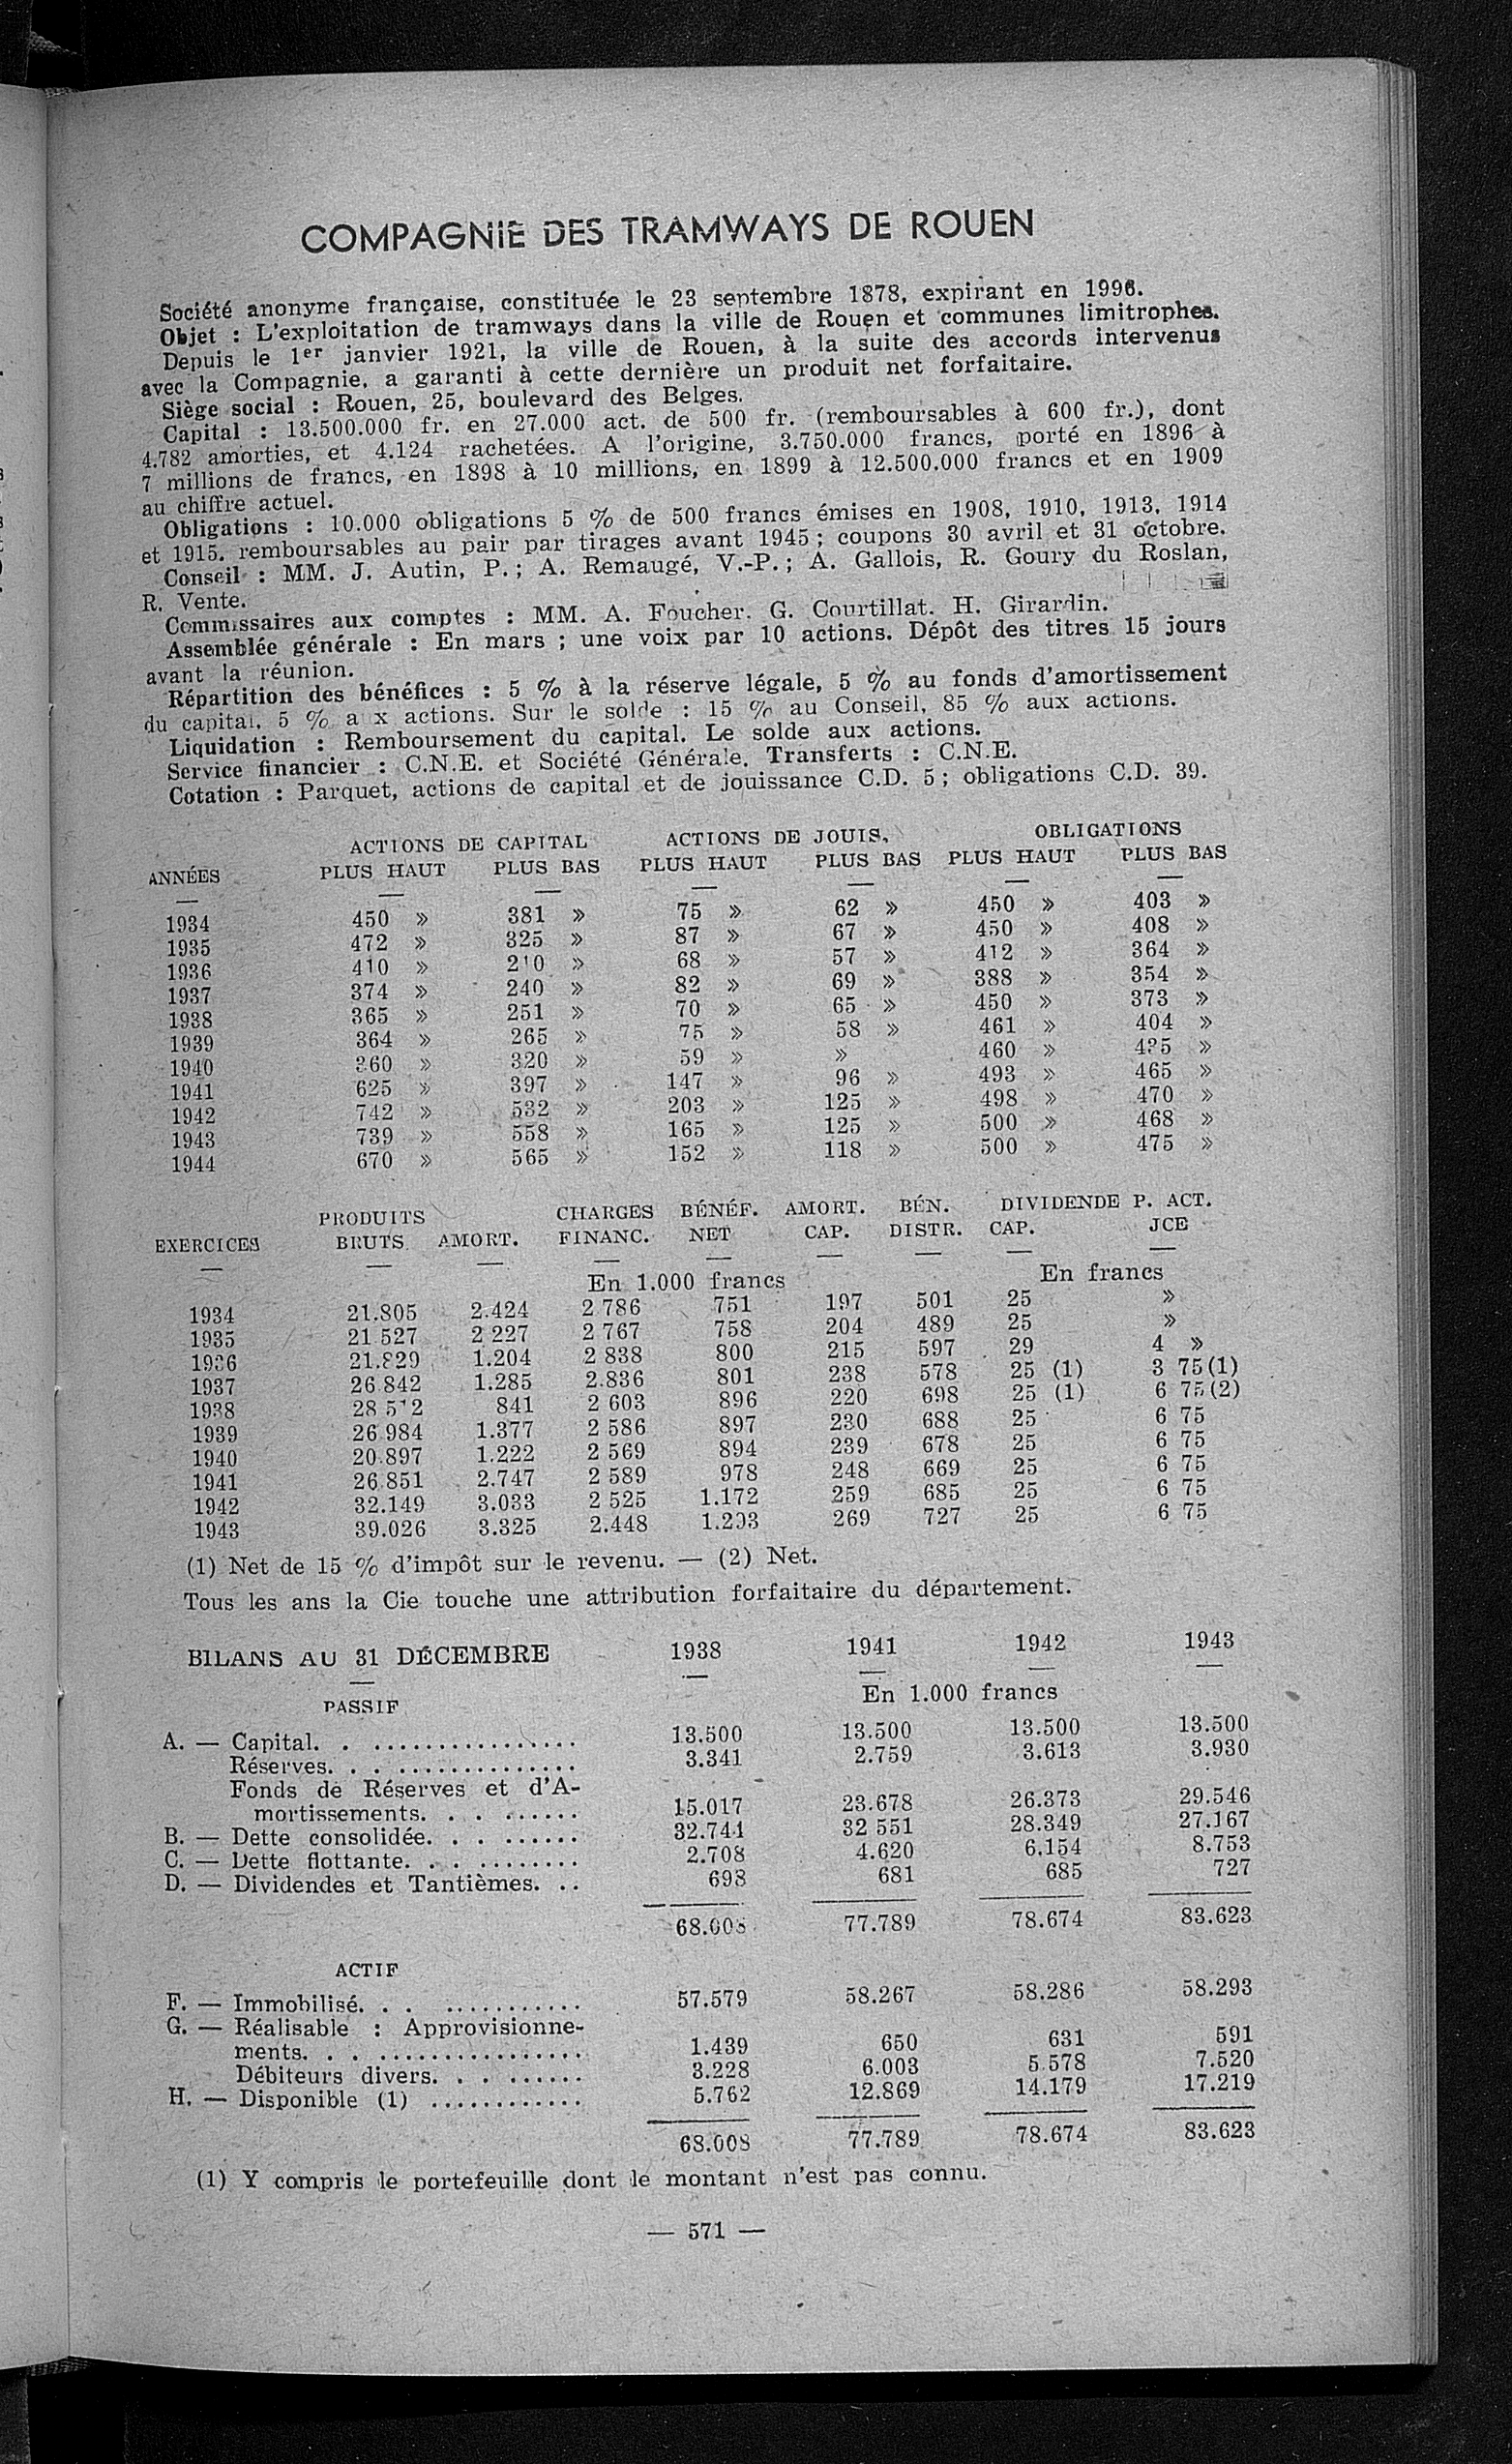 COMPAGNIE DES TRAMWAYS DE ROUEN
Société anonyme française, constituée le 23 septembre 1878, expirant en 1996.
Objet : L'exploitation de tramways dans la ville de Rouen et communes limitrophes.
Depuis le 1er janvier 1921, la ville de Rouen, à la suite des accords intervenus
avec la Compagnie, a garanti à cette dernière un produit net forfaitaire.
Siège social : Rouen, 25, boulevard des Belges.
Capital : 13.500.000 fr. en 27.000 act. de 500 fr. (remboursables à 600 fr.), dont
4.782 amorties, et 4.124 rachetées. A l'origine, 3.750.000 francs, porté en 1896 à
7 millions de francs, en 1898 à 10 millions, en 1899 à 12.500.000 francs et en 1909
au chiffre actuel.
Obligations : 10.000 obligations 5 % de 500 francs émises en 1908, 1910, 1913, 1914
et 1915, remboursables au pair par tirages avant 1945 ; coupons 30 avril et 31 octobre.
Conseil : MM. J. Autin, P. ; A. Remaugé, V.-P. ; A. Gallois, R. Goury du Roslan,
R. Vente.
Commissaires aux comptes : MM. A. Foucher. G. Courtillat. H. Girardin.
Assemblée générale : En mars ; une voix par 10 actions. Dépôt des titres 15 jours
avant la réunion.
Répartition des bénéfices : 5 % à la réserve légale, 5 % au fonds d'amortissement
du capital, 5 % a x actions. Sur le solde : 15 % au Conseil, 85 % aux actions.
Liquidation : Remboursement du capital. Le solde aux actions.
Service financier : C.N.E. et Société Générale. Transferts : C.N.E.
Cotation : Parquet, actions de capital et de jouissance C.D. 5 ; obligations C.D. 39.
ACTIONS DE CAPITAL ACTIONS DE JOUIS. OBLIGATIONS
ANNÉES PLUS HAUT PLUS BAS PLUS HAUT PLUS BAS PLUS HAUT PLUS BAS
1934 450 » 381 » 75 » 62 » 450 » 403 »
1935 472 » 325 » 87 » 67 » 450 » 408 »
1936 410 » 210 » 68 » 57 » 412 » 364 »
1937 374 » 240 » 82 » 69 » 388 » 354 »
1938 365 » 251 » 70 » 65 » 450 » 373 »
1939 364 » 265 » 75 » 58 » 461 » 404 »
1940 360 » 320 » 59 » » 460 » »
1941 625 » 397 » 147 » 96 » 493 » 465 »
1942 742 » 532 » 203 » 125 » 498 » 470 »
1943 739 » 558 » 165 » 125 » 500 » 468 »
1944 670 » 565 » 152 » 118 » 500 » 475 »
PRODUITS CHARGES BÉNÉF. AMORT. BÉN. DIVIDENDE P. ACT.
EXERCICES BRUTS AMORT. FINANC. NET CAP. DISTR. CAP. JCE
En 1.000 francs En francs
1934 21.805 2.424 2 786 751 197 501 25 »
1935 21 527 2 227 2 767 758 204 489 25 »
1936 21.829 1.204 2 838 800 215 597 29 4 »
1937 26.842 1.285 2.836 801 238 578 25 (1) 3 75 (1)
1938 28 512 841 2 603 896 220 698 25 (1) 6 75 (2)
1939 26 984 1.377 2 586 897 230 688 25 6 75
1940 20.897 1.222 2 569 894 239 678 25 6 75
1941 26.851 2.747 2 589 978 248 669 25 6 75
1942 32.149 3.033 2 525 1.172 259 685 25 6 75
1943 39.026 3.325 2.448 1.203 269 727 25 6 75
(1) Net de 15 % d'impôt sur le revenu. — (2) Net.
Tous les ans la Cie touche une attribution forfaitaire du département.
BILANS AU 31 DÉCEMBRE 1938 1941 1942 1943
En 1.000 francs
PASSIF
A. — Capital. . ................ 13.500 13.500 13.500 13.500
Réserves. . . .............. 3.341 2.759 3.613 3.930
Fonds de Réserves et d'A-
mortissements. . . ....... 15.017 23.678 26.373 29.546
B. — Dette consolidée. . . ....... 32.744 32 551 28.349 27.167
C. — Dette flottante. . . ........ 2.708 4.620 6.154 8.753
D. — Dividendes et Tantièmes. .. 698 681 685 727
68.008 77.789 78.674 83.623
ACTIF
F. — Immobilisé. . . ........... 57.579 58.267 58.286 58.293
G. — Réalisable : Approvisionne-
ments. . . ................ 1.439 650 631 591
Débiteurs divers. . . ....... 3.228 6.003 5.578 7.520
H. — Disponible (1) ............ 5.762 12.869 14.179 17.219
68.008 77.789 78.674 83.623
(1) Y compris le portefeuille dont le montant n'est pas connu.
— 571 —